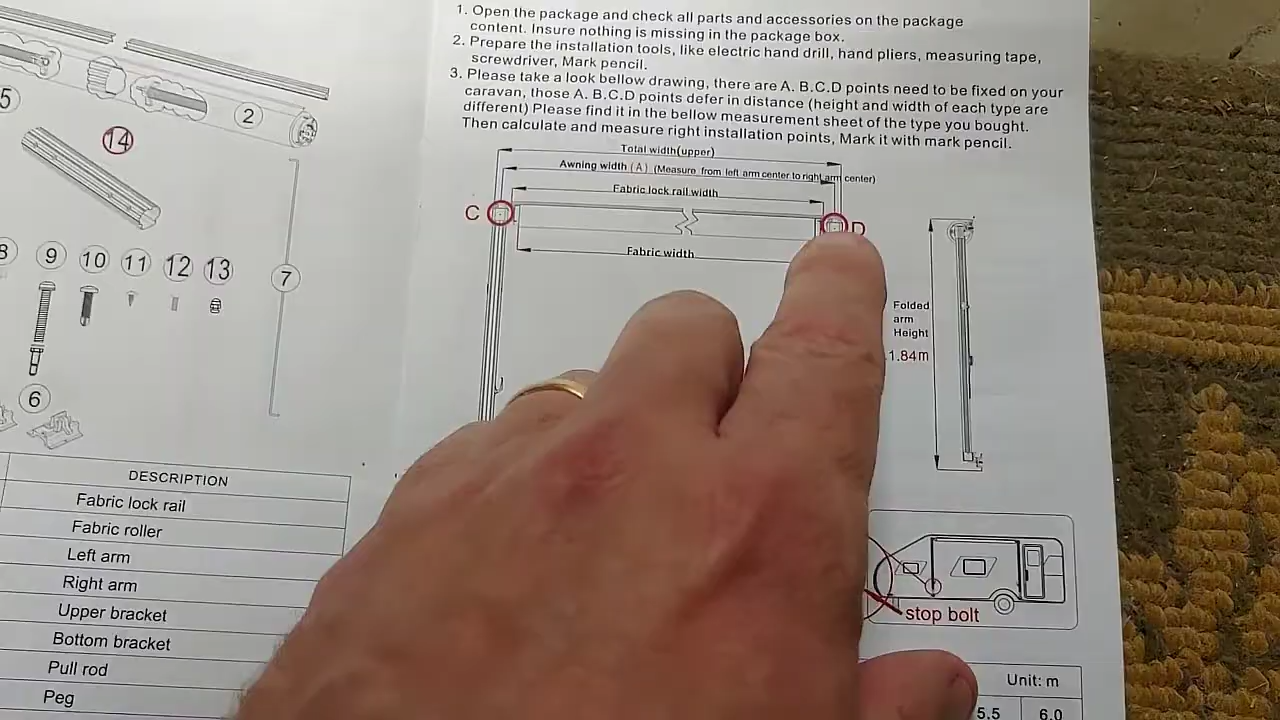 1. Open the package and check all parts and accessories on the package
content. Insure nothing is missing in the package box.
2. Prepare the installation tools, like electric hand drill, hand pliers, measuring tape,
screwdriver, Mark pencil.
3. Please take a look bellow drawing, there are A. B.C.D points need to be fixed on your
caravan, those A. B.C.D points defer in distance (height and width of each type are
different) Please find it in the bellow measurement sheet of the type you bought.
Then calculate and measure right installation points, Mark it with mark pencil.
Total width(upper)
Awning width (A) (Measure from left arm center to right arm center)
Fabric lock rail width
C
D
Fabric width
Folded
arm
Height
1.84m
stop bolt
Unit: m
5.5 6.0
5
2
14
8 9 10 11 12 13
7
6
DESCRIPTION
Fabric lock rail
Fabric roller
Left arm
Right arm
Upper bracket
Bottom bracket
Pull rod
Peg